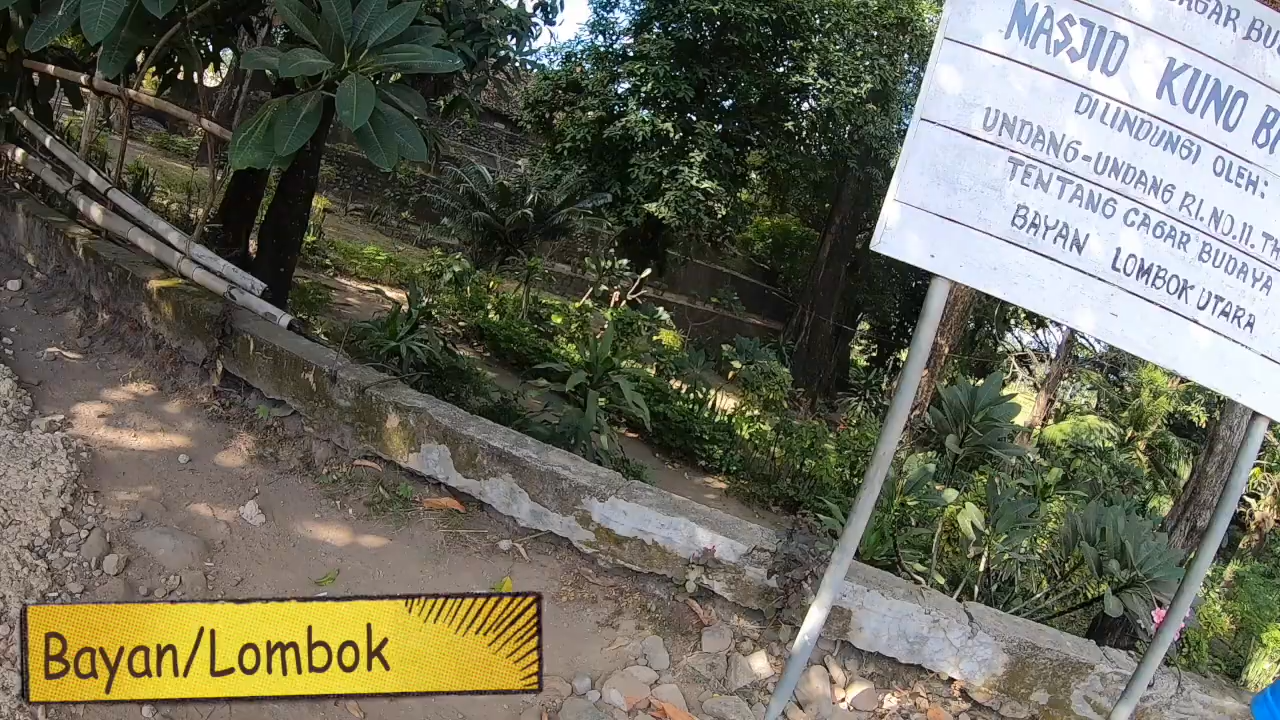 MASJID KUNO
DILINDUNGI OLEH:
UNDANG-UNDANG RI.NO.11.
TENTANG CAGAR BUDAYA
BAYAN LOMBOK UTARA
Bayan/Lombok